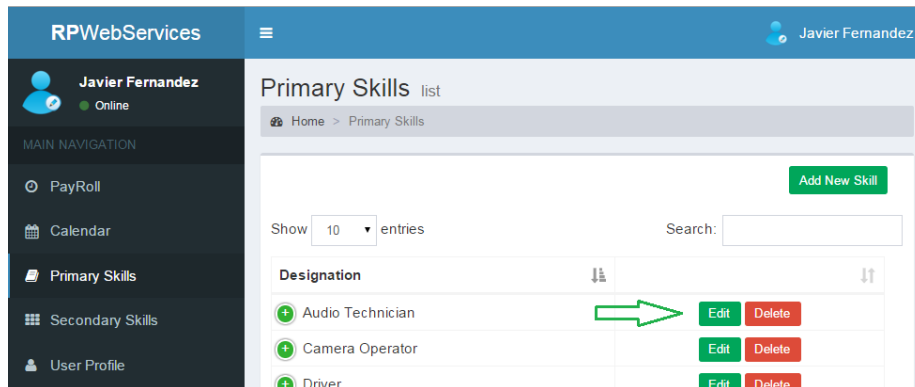 RPWebServices
Javier Fernandez
Javier Fernandez
Online
MAIN NAVIGATION
PayRoll
Calendar
Primary Skills
Secondary Skills
User Profile
Primary Skills list
Home > Primary Skills
Add New Skill
Show 10 entries Search:
Designation
Audio Technician Edit Delete
Camera Operator Edit Delete
Driver Edit Delete